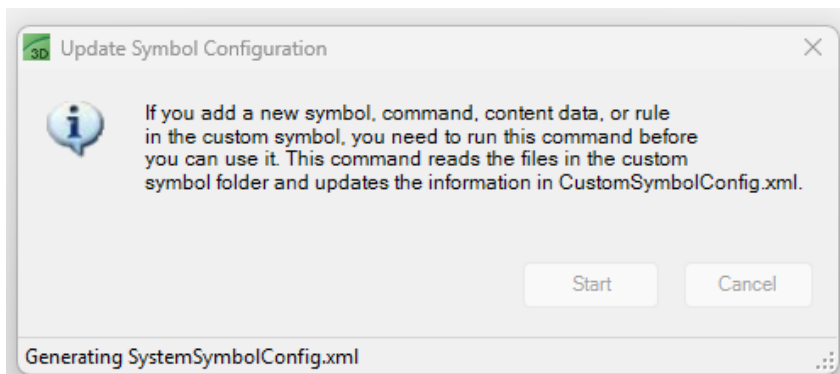 3D Update Symbol Configuration
If you add a new symbol, command, content data, or rule
in the custom symbol, you need to run this command before
you can use it. This command reads the files in the custom
symbol folder and updates the information in CustomSymbolConfig.xml.
Start Cancel
Generating SystemSymbolConfig.xml